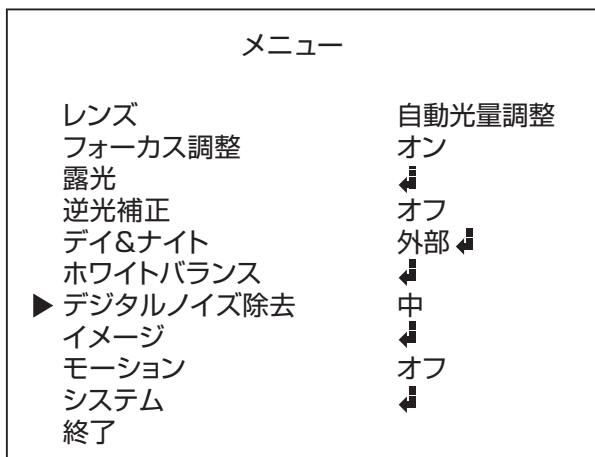 メニュー
レンズ 自動光量調整
フォーカス調整 オン
露光 ↲
逆光補正 オフ
デイ&ナイト 外部 ↲
ホワイトバランス ↲
▶ デジタルノイズ除去 中
イメージ ↲
モーション オフ
システム ↲
終了